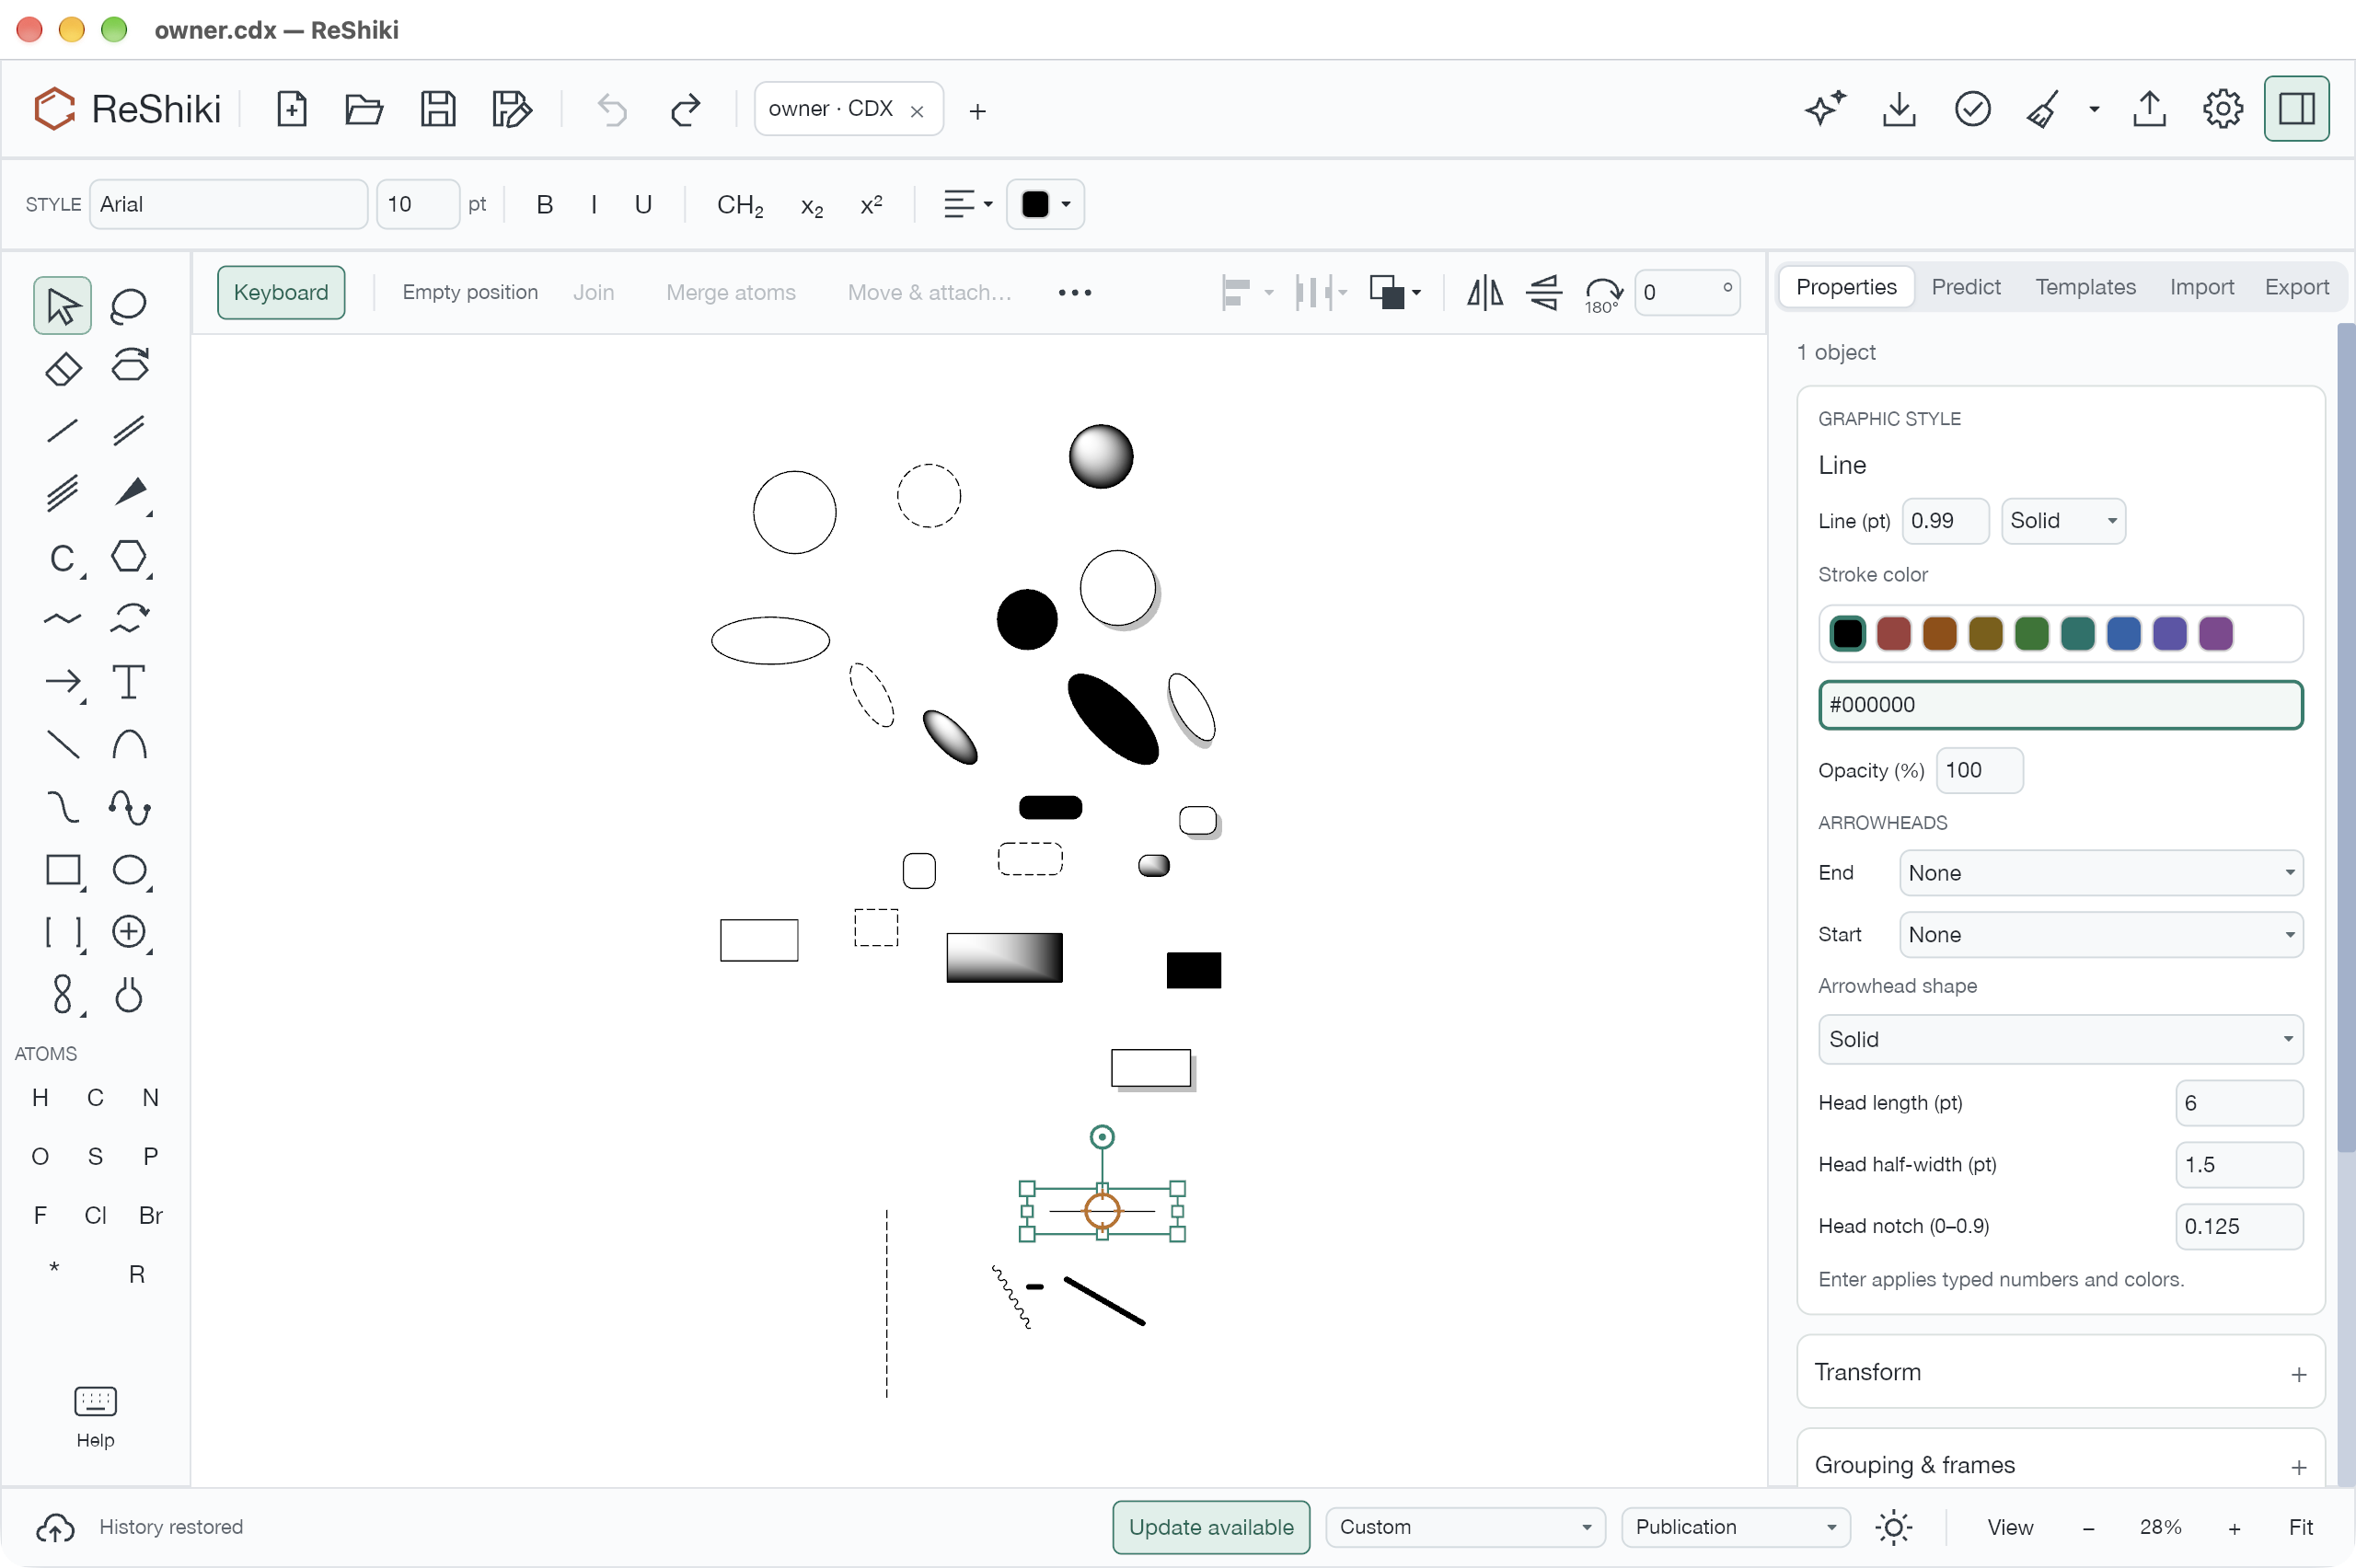 owner.cdx — ReShiki
ReShiki
owner · CDX
STYLE Arial 10 pt B I U CH₂ x₂ x²
Keyboard Empty position Join Merge atoms Move & attach... 180° 0 °
Properties Predict Templates Import Export
1 object
GRAPHIC STYLE
Line
Line (pt) 0.99 Solid
Stroke color
#000000
Opacity (%) 100
ARROWHEADS
End None
Start None
Arrowhead shape
Solid
Head length (pt) 6
Head half-width (pt) 1.5
Head notch (0–0.9) 0.125
Enter applies typed numbers and colors.
Transform +
Grouping & frames +
C
T
[ ]
ATOMS
H C N
O S P
F Cl Br
* R
Help
History restored
Update available
Custom
Publication
View – 28% + Fit